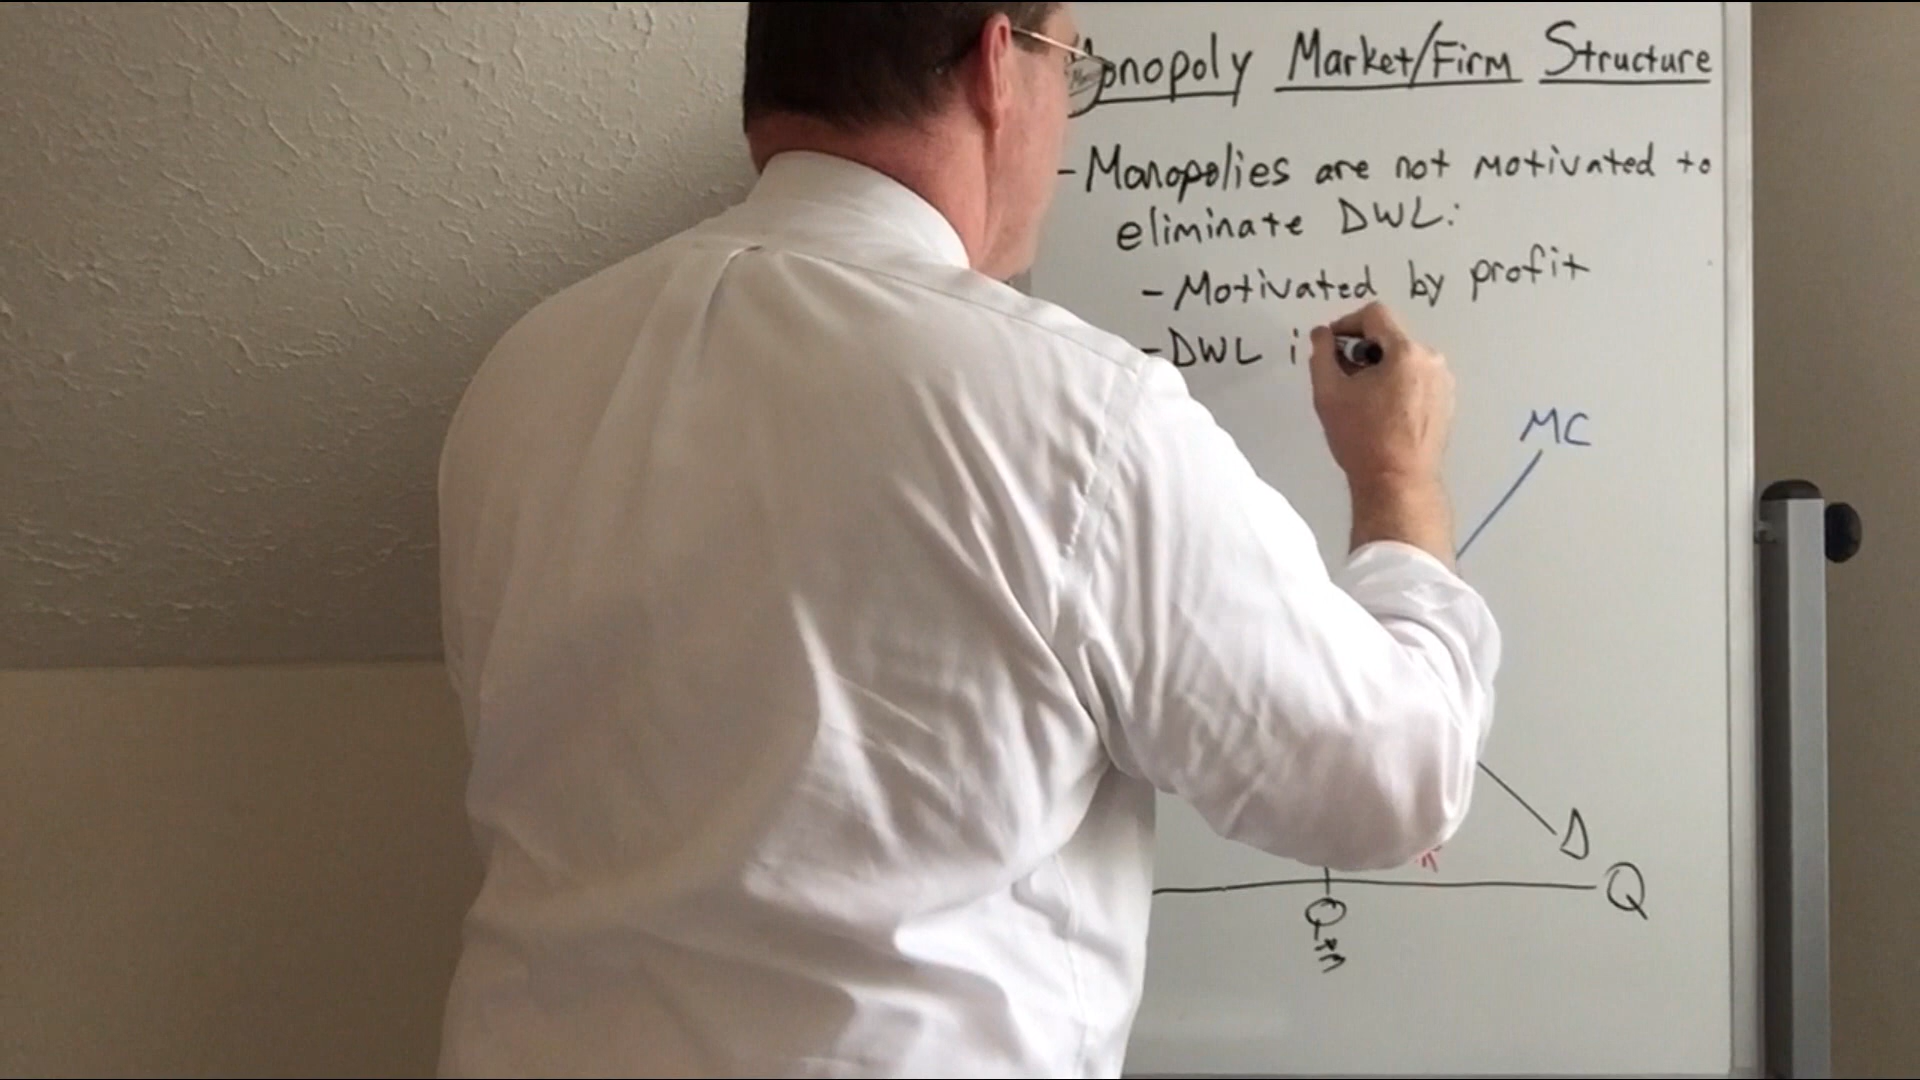 Monopoly Market/Firm Structure
- Monopolies are not motivated to
eliminate DWL:
- Motivated by profit
- DWL i
MC
D
Q
Q*m